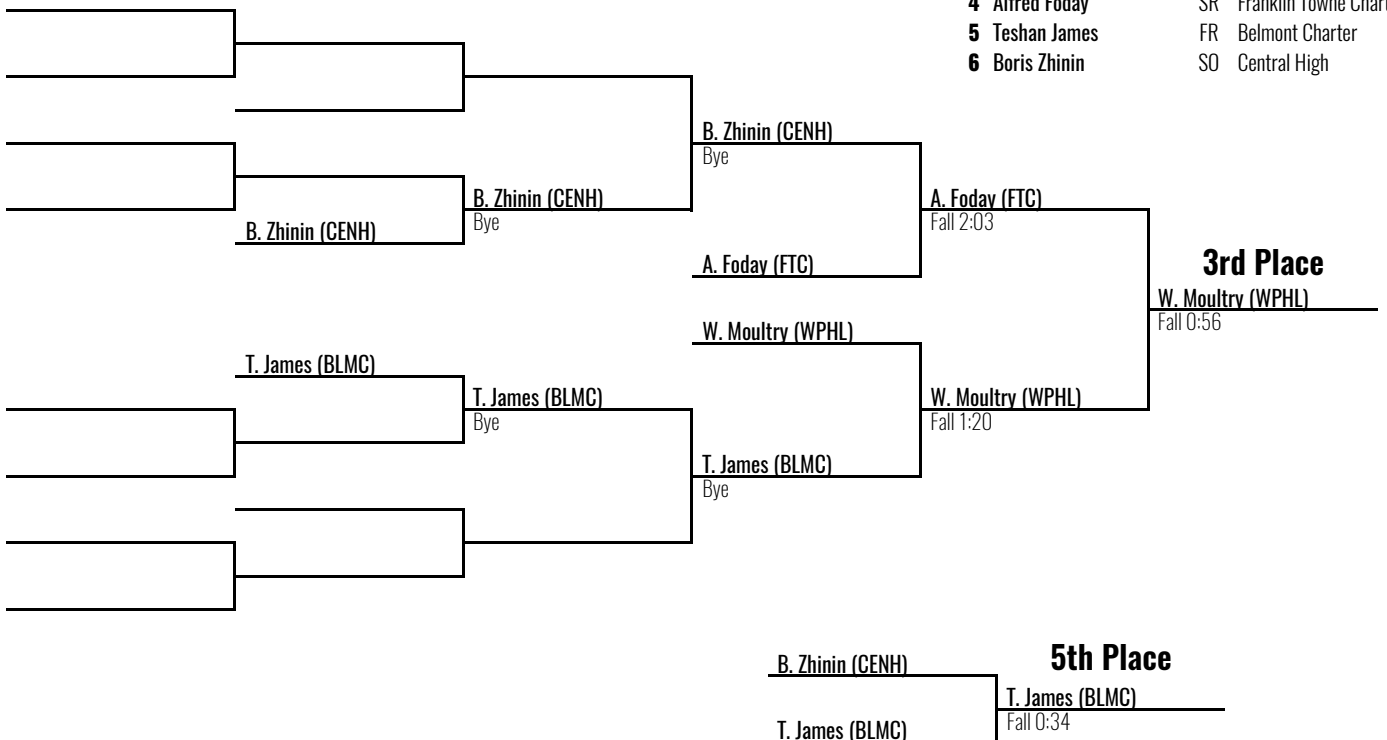 4 Alfred Foday SR Franklin Towne Chart
5 Teshan James FR Belmont Charter
6 Boris Zhinin SO Central High
B. Zhinin (CENH)
Bye
B. Zhinin (CENH)
Bye
A. Foday (FTC)
Fall 2:03
B. Zhinin (CENH)
A. Foday (FTC)
3rd Place
W. Moultry (WPHL)
Fall 0:56
W. Moultry (WPHL)
T. James (BLMC)
T. James (BLMC)
Bye
W. Moultry (WPHL)
Fall 1:20
T. James (BLMC)
Bye
5th Place
B. Zhinin (CENH)
T. James (BLMC)
Fall 0:34
T. James (BLMC)